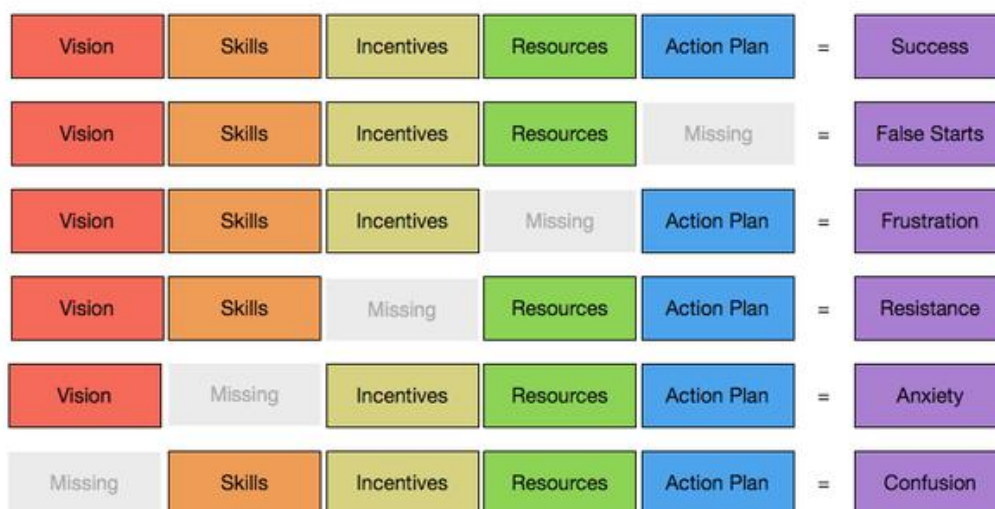 Vision Skills Incentives Resources Action Plan = Success
Vision Skills Incentives Resources Missing = False Starts
Vision Skills Incentives Missing Action Plan = Frustration
Vision Skills Missing Resources Action Plan = Resistance
Vision Missing Incentives Resources Action Plan = Anxiety
Missing Skills Incentives Resources Action Plan = Confusion